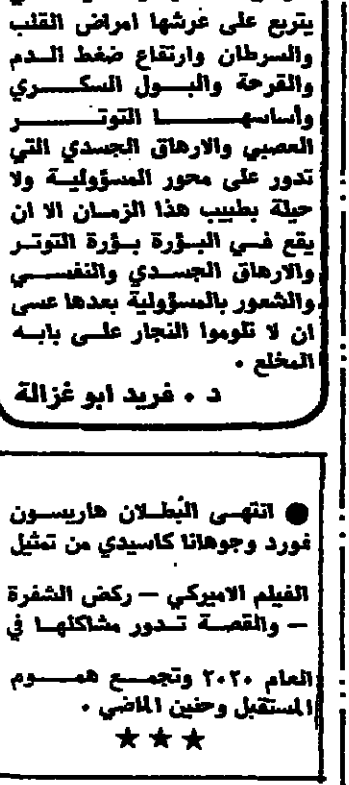 يتربع على عرشها امراض القلب
والسرطان وارتفاع ضغط الدم
والقرحة والبول السكري
وأساسها التوتر
العصبي والارهاق الجسدي التي
تدور على محور المسؤولية ولا
حيلة بطبيب هذا الزمان الا ان
يقع في البؤرة بؤرة التوتر
والارهاق الجسدي والنفسي
والشعور بالمسؤولية بعدها عسى
ان لا تلوموا النجار على بابه
المخلع .
د . فريد ابو غزالة
● انتهى البُطلان هاريسون
فورد وجوهانا كاسيدي من تمثيل
الفيلم الاميركي — ركض الشفرة
— والقصة تدور مشاكلها في
العام ٢٠٢٠ وتجمع هموم
المستقبل وحنين الماضي .
★ ★ ★